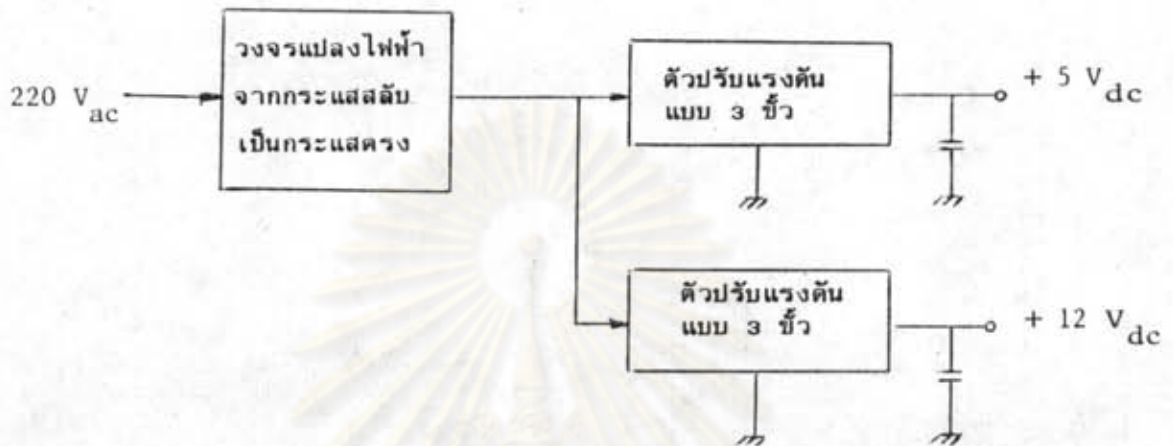 220 V ac
วงจรแปลงไฟฟ้า
จากกระแสสลับ
เป็นกระแสตรง
ตัวปรับแรงดัน
แบบ 3 ขั้ว
+ 5 V dc
ตัวปรับแรงดัน
แบบ 3 ขั้ว
+ 12 V dc